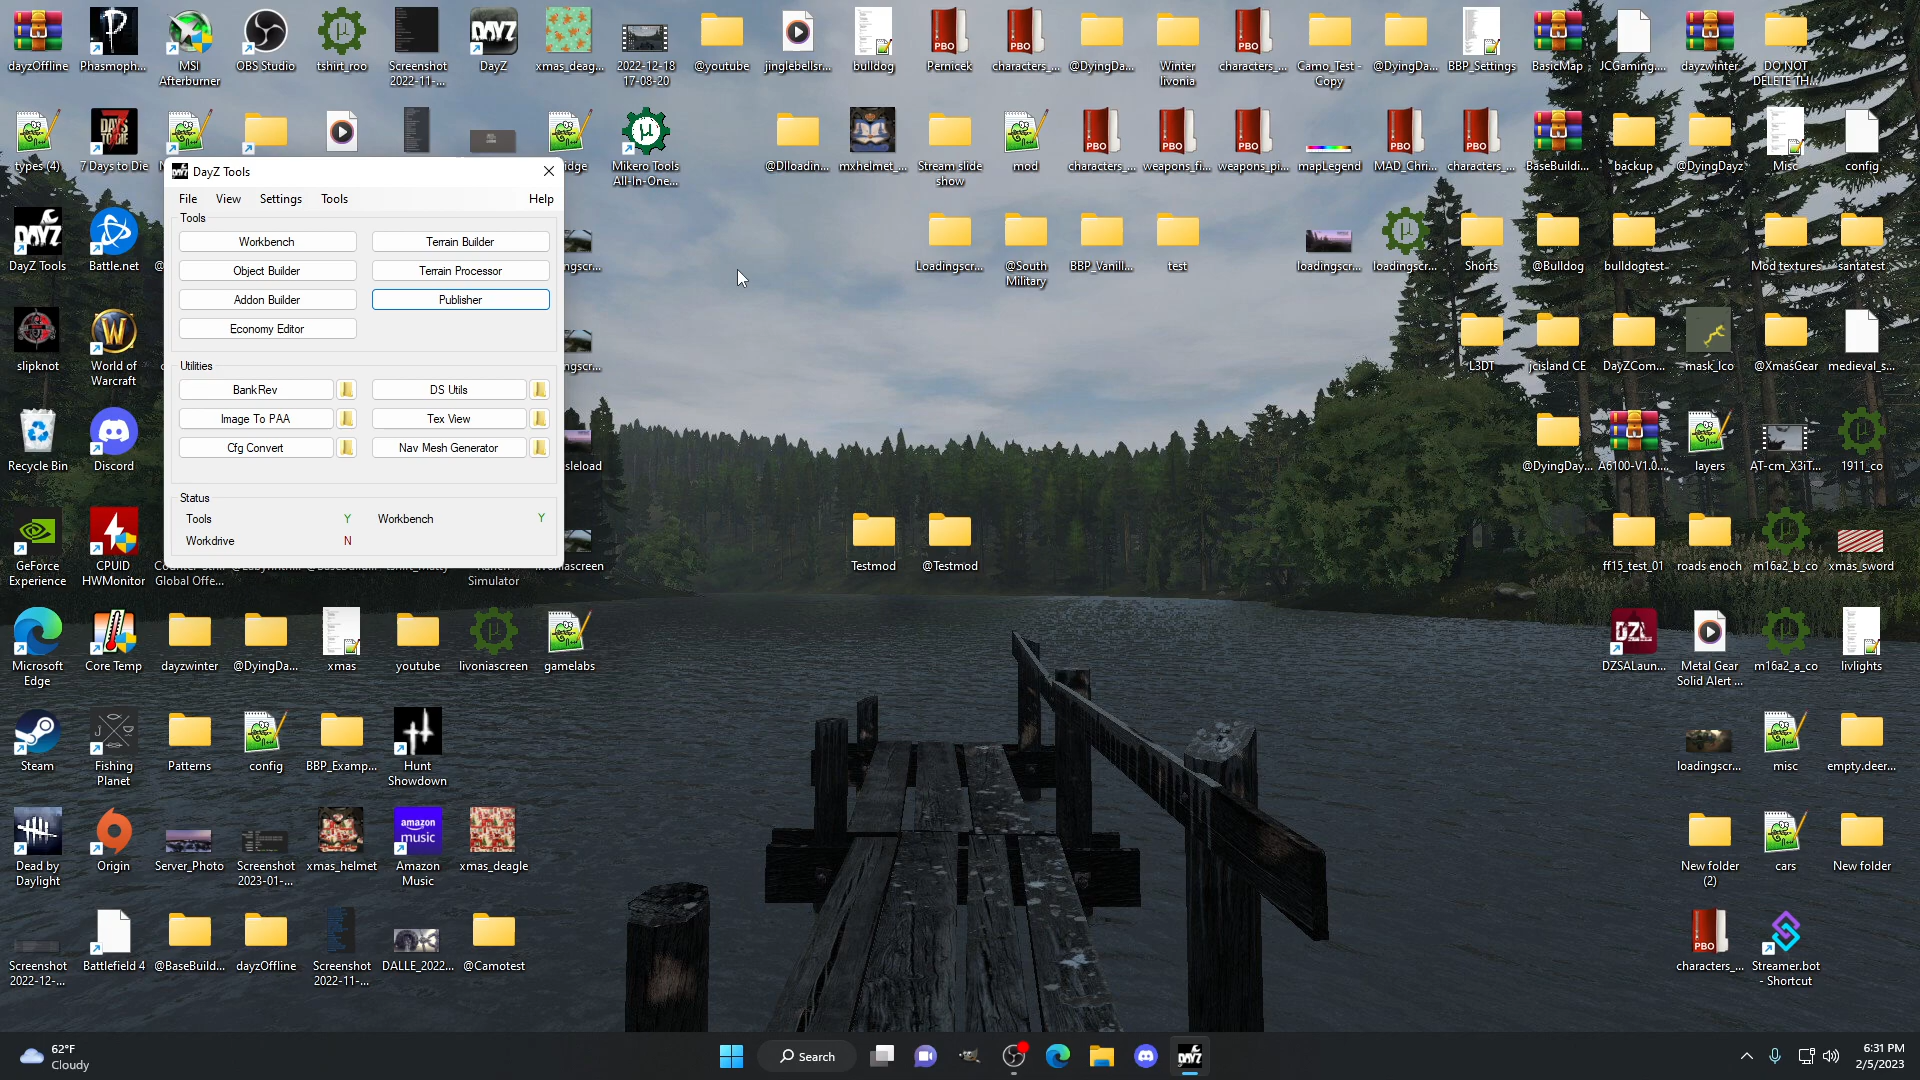 dayzOffline
Phasmoph...
MSI
Afterburner
OBS Studio
tshirt_roo
Screenshot
2022-11-...
DayZ
xmas_deag...
2022-12-18
17-08-20
@youtube
jinglebellsr...
bulldog
Pernicek
characters_...
@DyingDa...
Winter
livonia
characters_...
Camo_Test -
Copy
@DyingDa...
BBP_Settings
BasicMap
JCGaming....
dayzwinter
DO NOT
DELETE TH...
types (4)
7 Days to Die
idge
Mikero Tools
All-In-One...
@Dlloadin...
mxhelmet_...
Stream slide
show
mod
characters_...
weapons_fi...
weapons_pi...
mapLegend
MAD_Chri...
characters_...
BaseBuildi...
backup
@DyingDayz
Misc
config
DayZ Tools
File View Settings Tools Help
Tools
Workbench
Terrain Builder
Object Builder
Terrain Processor
Addon Builder
Publisher
Economy Editor
Utilities
BankRev
DS Utils
Image To PAA
Tex View
Cfg Convert
Nav Mesh Generator
Status
Tools Y Workbench Y
Workdrive N
DayZ Tools
Battle.net
@
ngscr...
Loadingscr...
@South
Military
BBP_Vanill...
test
loadingscr...
loadingscr...
Shorts
@Bulldog
bulldogtest
Mod textures
santatest
slipknot
World of
Warcraft
ngscr...
L3DT
jcisland CE
DayZCom...
mask_lco
@XmasGear
medieval_s...
Recycle Bin
Discord
sleload
@DyingDay...
A6100-V1.0....
layers
AT-cm_X3iT...
1911_co
GeForce
Experience
CPUID
HWMonitor
Global Offe...
Simulator
livoniascreen
Testmod
@Testmod
ff15_test_01
roads enoch
m16a2_b_co
xmas_sword
Microsoft
Edge
Core Temp
dayzwinter
@DyingDa...
xmas
youtube
livoniascreen
gamelabs
DZSALaun...
Metal Gear
Solid Alert ...
m16a2_a_co
livlights
Steam
Fishing
Planet
Patterns
config
BBP_Examp...
Hunt
Showdown
loadingscr...
misc
empty.deer...
Dead by
Daylight
Origin
Server_Photo
Screenshot
2023-01-...
xmas_helmet
Amazon
Music
xmas_deagle
New folder
(2)
cars
New folder
Screenshot
2022-12-...
Battlefield 4
@BaseBuild...
dayzOffline
Screenshot
2022-11-...
DALLE_2022...
@Camotest
characters_...
Streamer.bot
- Shortcut
62°F
Cloudy
Search
6:31 PM
2/5/2023